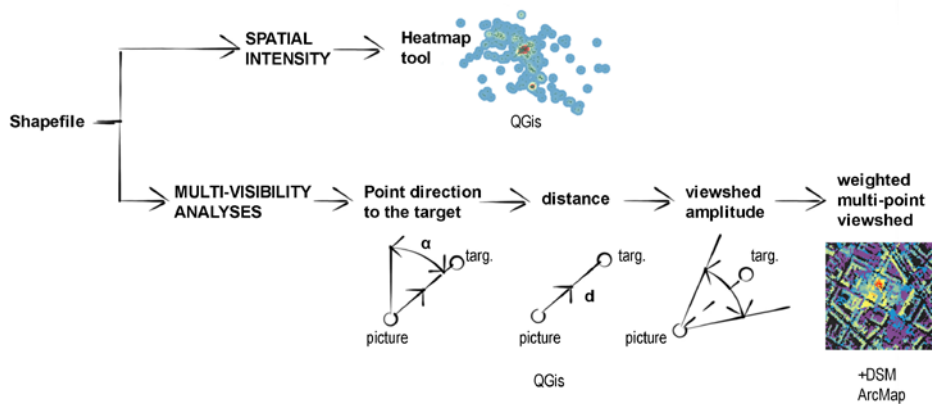 Shapefile
SPATIAL
INTENSITY
Heatmap
tool
QGis
MULTI-VISIBILITY
ANALYSES
Point direction
to the target
distance
viewshed
amplitude
weighted
multi-point
viewshed
α
targ.
picture
targ.
d
picture
targ.
picture
QGis
+DSM
ArcMap